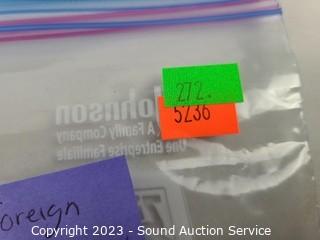 272.
5236
Johnson
A Family Company
Une Entreprise Familiale
Foreign
Copyright 2023 - Sound Auction Service